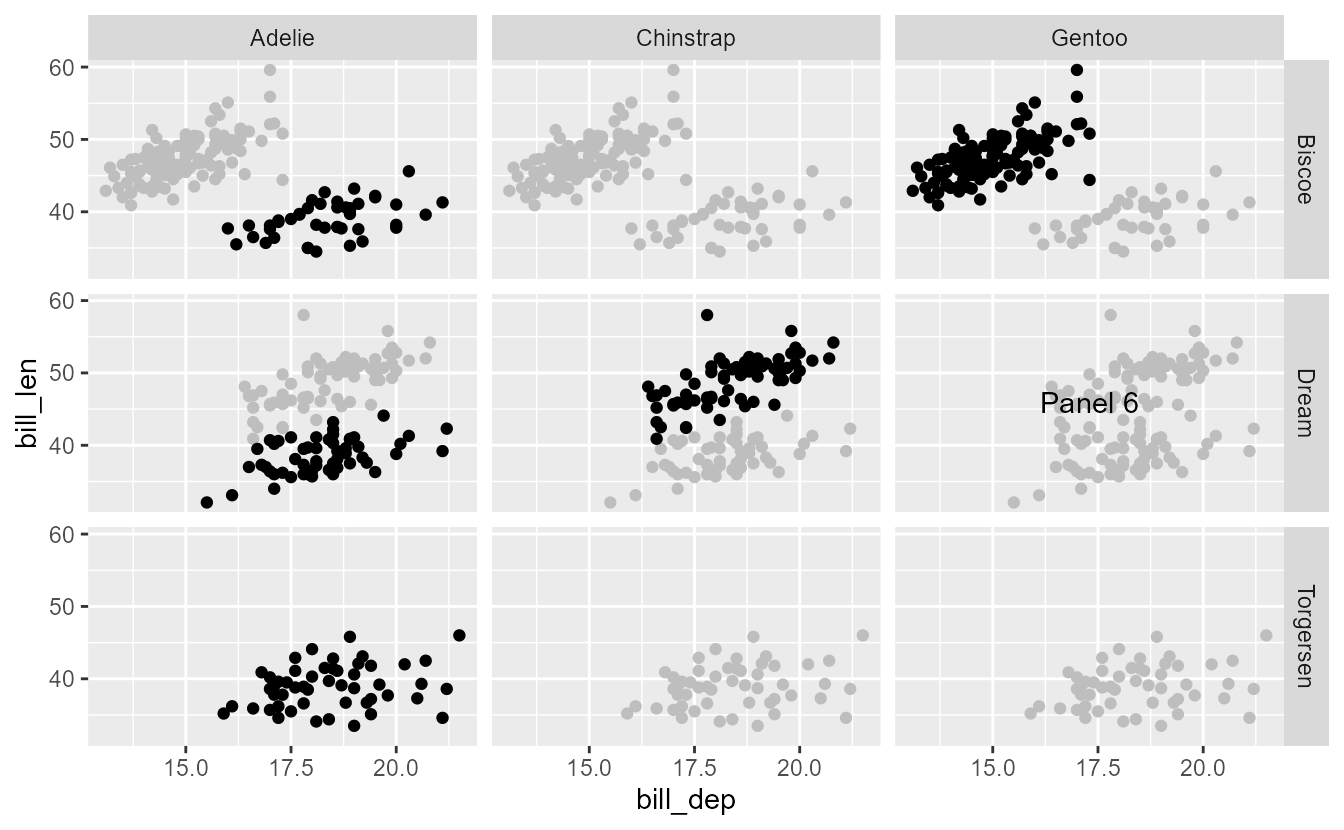 Adelie Chinstrap Gentoo
60
50
40
Biscoe
60
50
40
Panel 6
Dream
60
50
40
Torgersen
15.0 17.5 20.0 15.0 17.5 20.0 15.0 17.5 20.0
bill_dep
bill_len